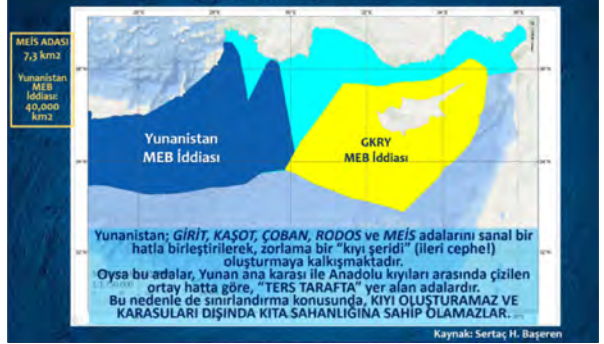 MEİS ADASI
7,3 km2
Yunanistan
MEB
İddiası:
40,000
km2
Yunanistan
MEB İddiası
GKRY
MEB İddiası
Yunanistan; GİRİT, KAŞOT, ÇOBAN, RODOS ve MEİS adalarını sanal bir
hatla birleştirilerek, zorlama bir “kıyı şeridi” (ileri cephe!)
oluşturmaya kalkışmaktadır.
Oysa bu adalar, Yunan ana karası ile Anadolu kıyıları arasında çizilen
ortay hatta göre, “TERS TARAFTA” yer alan adalardır.
Bu nedenle de sınırlandırma konusunda, KIYI OLUŞTURAMAZ VE
KARASULARI DIŞINDA KITA SAHANLIĞINA SAHİP OLAMAZLAR.
Kaynak: Sertaç H. Başeren